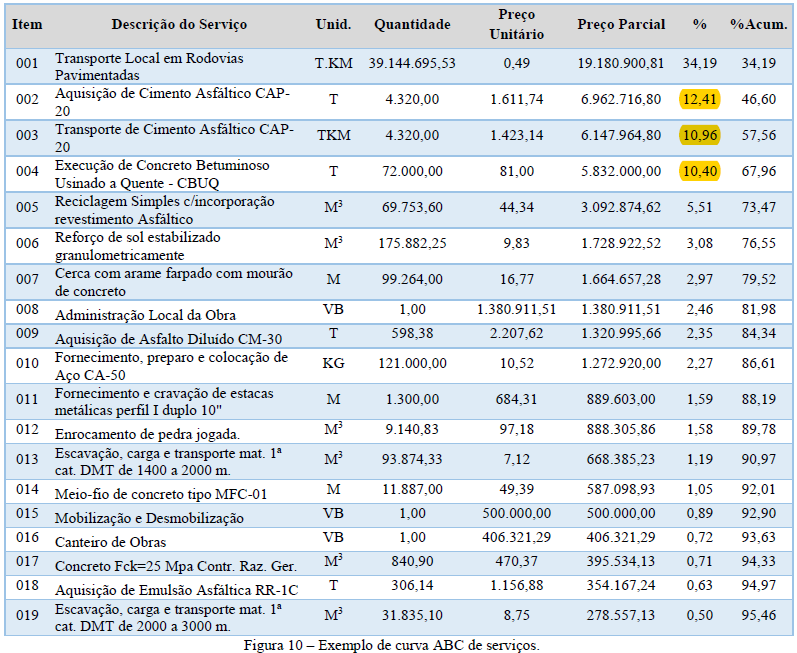 Item Descrição do Serviço Unid. Quantidade Preço Unitário Preço Parcial % %Acum.
001 Transporte Local em Rodovias Pavimentadas T.KM 39.144.695,53 0,49 19.180.900,81 34,19 34,19
002 Aquisição de Cimento Asfáltico CAP-20 T 4.320,00 1.611,74 6.962.716,80 12,41 46,60
003 Transporte de Cimento Asfáltico CAP-20 TKM 4.320,00 1.423,14 6.147.964,80 10,96 57,56
004 Execução de Concreto Betuminoso Usinado a Quente - CBUQ T 72.000,00 81,00 5.832.000,00 10,40 67,96
005 Reciclagem Simples c/incorporação revestimento Asfáltico M³ 69.753,60 44,34 3.092.874,62 5,51 73,47
006 Reforço de sol estabilizado granulometricamente M³ 175.882,25 9,83 1.728.922,52 3,08 76,55
007 Cerca com arame farpado com mourão de concreto M 99.264,00 16,77 1.664.657,28 2,97 79,52
008 Administração Local da Obra VB 1,00 1.380.911,51 1.380.911,51 2,46 81,98
009 Aquisição de Asfalto Diluído CM-30 T 598,38 2.207,62 1.320.995,66 2,35 84,34
010 Fornecimento, preparo e colocação de Aço CA-50 KG 121.000,00 10,52 1.272.920,00 2,27 86,61
011 Fornecimento e cravação de estacas metálicas perfil I duplo 10" M 1.300,00 684,31 889.603,00 1,59 88,19
012 Enrocamento de pedra jogada. M³ 9.140,83 97,18 888.305,86 1,58 89,78
013 Escavação, carga e transporte mat. 1ª cat. DMT de 1400 a 2000 m. M³ 93.874,33 7,12 668.385,23 1,19 90,97
014 Meio-fio de concreto tipo MFC-01 M 11.887,00 49,39 587.098,93 1,05 92,01
015 Mobilização e Desmobilização VB 1,00 500.000,00 500.000,00 0,89 92,90
016 Canteiro de Obras VB 1,00 406.321,29 406.321,29 0,72 93,63
017 Concreto Fck=25 Mpa Contr. Raz. Ger. M³ 840,90 470,37 395.534,13 0,71 94,33
018 Aquisição de Emulsão Asfáltica RR-1C T 306,14 1.156,88 354.167,24 0,63 94,97
019 Escavação, carga e transporte mat. 1ª cat. DMT de 2000 a 3000 m. M³ 31.835,10 8,75 278.557,13 0,50 95,46
Figura 10 – Exemplo de curva ABC de serviços.